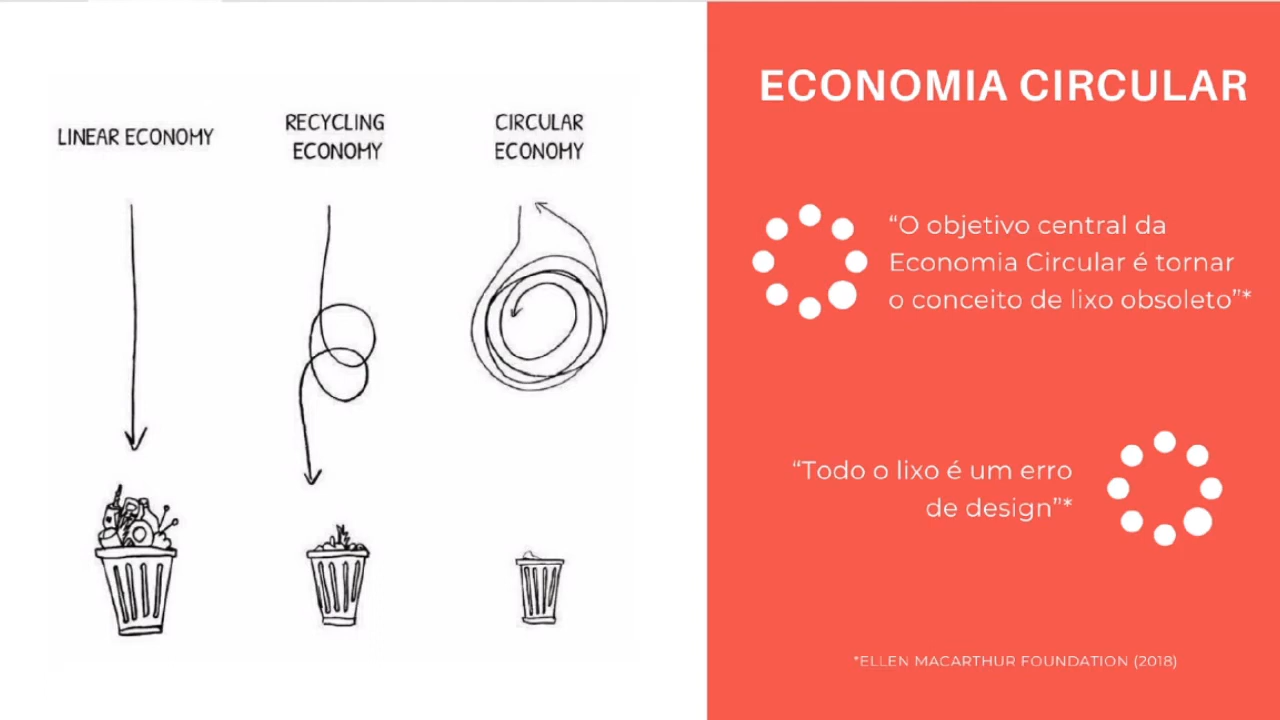 LINEAR ECONOMY
RECYCLING
ECONOMY
CIRCULAR
ECONOMY
ECONOMIA CIRCULAR
“O objetivo central da
Economia Circular é tornar
o conceito de lixo obsoleto”*
“Todo o lixo é um erro
de design”*
*ELLEN MACARTHUR FOUNDATION (2018)